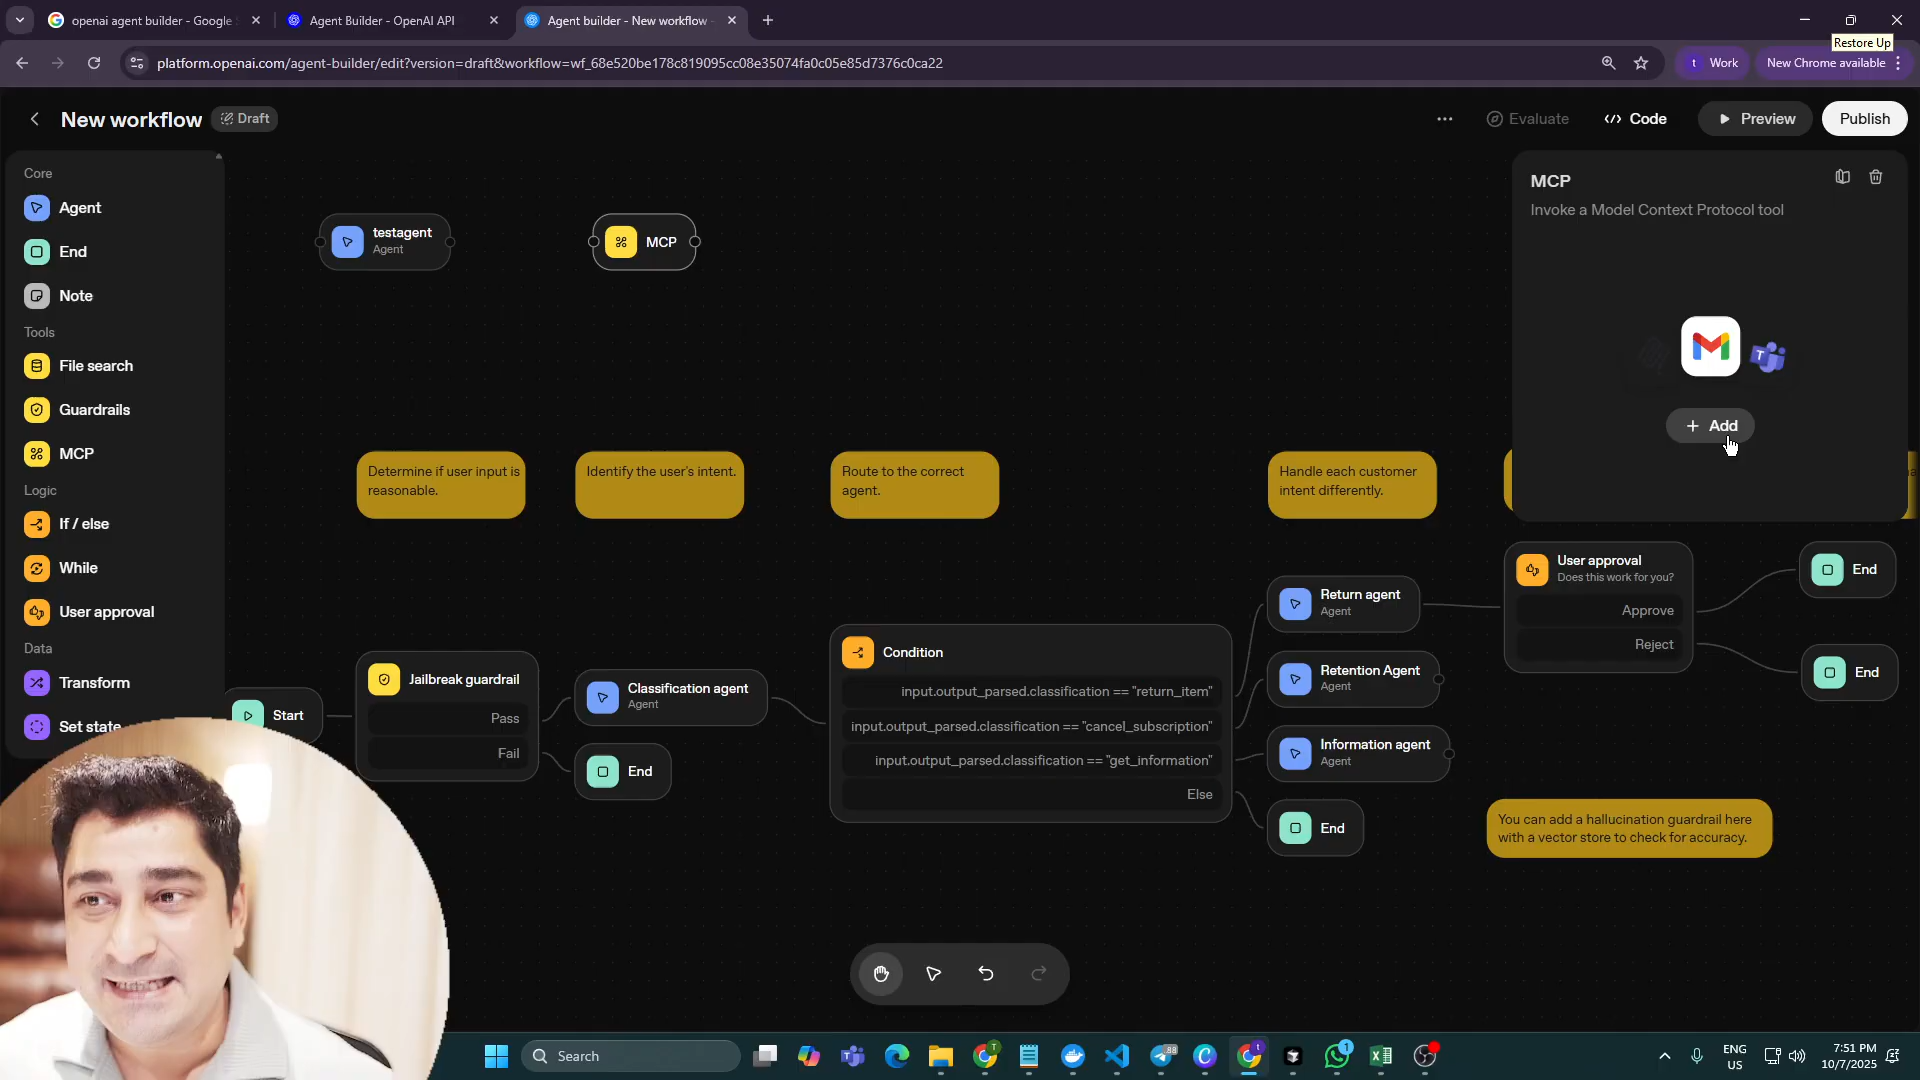 openai agent builder - Google
Agent Builder - OpenAI API
Agent builder - New workflow
Restore Up
platform.openai.com/agent-builder/edit?version=draft&workflow=wf_68e520be178c819095cc08e35074fa0c05e85d7376c0ca22
t
Work
New Chrome available
New workflow
Draft
Evaluate
Code
Preview
Publish
Core
Agent
End
Note
Tools
File search
Guardrails
MCP
Logic
If / else
While
User approval
Data
Transform
Set state
testagent
Agent
MCP
MCP
Invoke a Model Context Protocol tool
Add
Determine if user input is
reasonable.
Identify the user's intent.
Route to the correct
agent.
Handle each customer
intent differently.
Start
Jailbreak guardrail
Pass
Fail
Classification agent
Agent
End
Condition
input.output_parsed.classification == "return_item"
input.output_parsed.classification == "cancel_subscription"
input.output_parsed.classification == "get_information"
Else
Return agent
Agent
Retention Agent
Agent
Information agent
Agent
End
User approval
Does this work for you?
Approve
Reject
End
End
You can add a hallucination guardrail here
with a vector store to check for accuracy.
Search
88
1
ENG
US
7:51 PM
10/7/2025